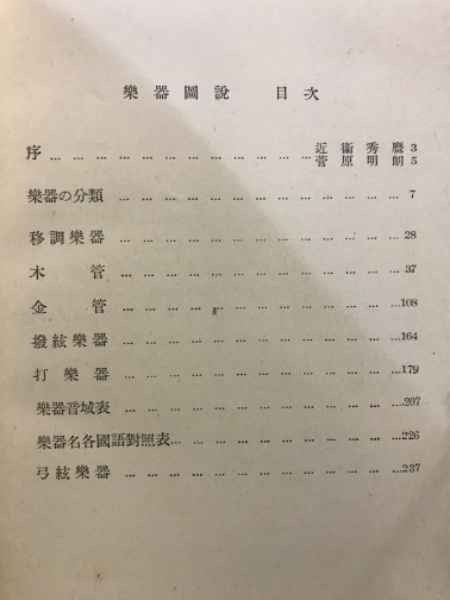 樂器圖說 目次
序 … … … … … … … … … … … 近衞秀麿 3
菅原明朗 5
樂器の分類 … … … … … … … … … … … … … 7
移調樂器 … … … … … … … … … … … … … 28
木管 … … … … … … … … … … … … … 37
金管 … … … … … … … … … … … … …108
撥絃樂器 … … … … … … … … … … … … …164
打樂器 … … … … … … … … … … … … …179
樂器音域表 … … … … … … … … … … … … …207
樂器名各國語對照表… … … … … … … … … … …226
弓絃樂器 … … … … … … … … … … … … …237